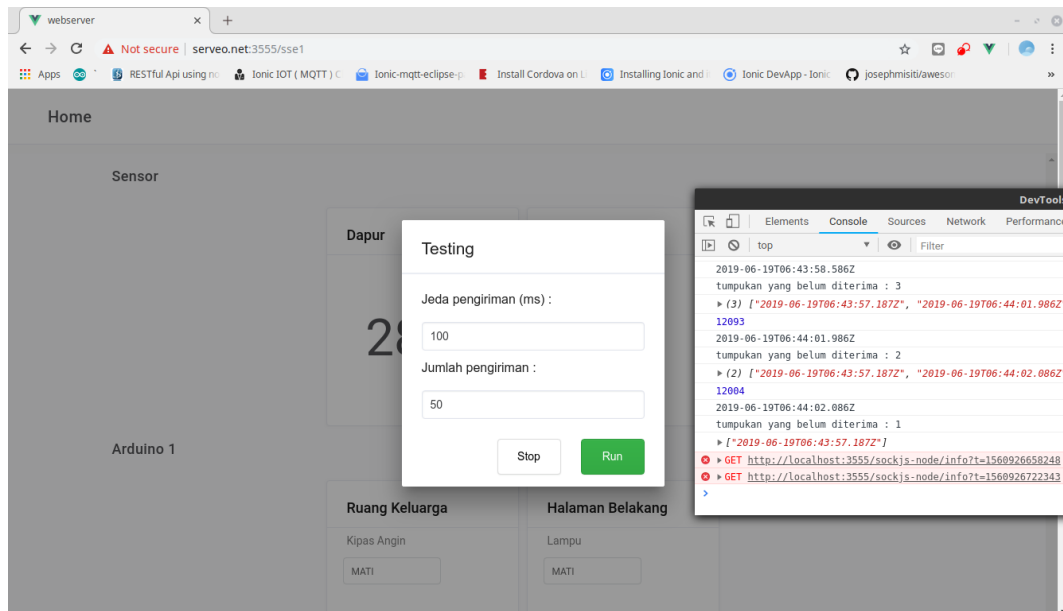 webserver
Not secure | serveo.net:3555/sse1
Apps
RESTful Api using no
Ionic IOT ( MQTT ) C
Ionic-mqtt-eclipse-p
Install Cordova on L
Installing Ionic and
Ionic DevApp - Ionic
josephmisiti/aweson
»
Home
Sensor
Dapur
28
Testing
Jeda pengiriman (ms) :
100
Jumlah pengiriman :
50
Stop
Run
Arduino 1
Ruang Keluarga
Kipas Angin
MATI
Halaman Belakang
Lampu
MATI
DevTools
Elements Console Sources Network Performance
top
Filter
2019-06-19T06:43:58.586Z
tumpukan yang belum diterima : 3
(3) ["2019-06-19T06:43:57.187Z", "2019-06-19T06:44:01.986Z
12093
2019-06-19T06:44:01.986Z
tumpukan yang belum diterima : 2
(2) ["2019-06-19T06:43:57.187Z", "2019-06-19T06:44:02.086Z
12004
2019-06-19T06:44:02.086Z
tumpukan yang belum diterima : 1
["2019-06-19T06:43:57.187Z"]
GET http://localhost:3555/sockjs-node/info?t=1560926658248
GET http://localhost:3555/sockjs-node/info?t=1560926722343